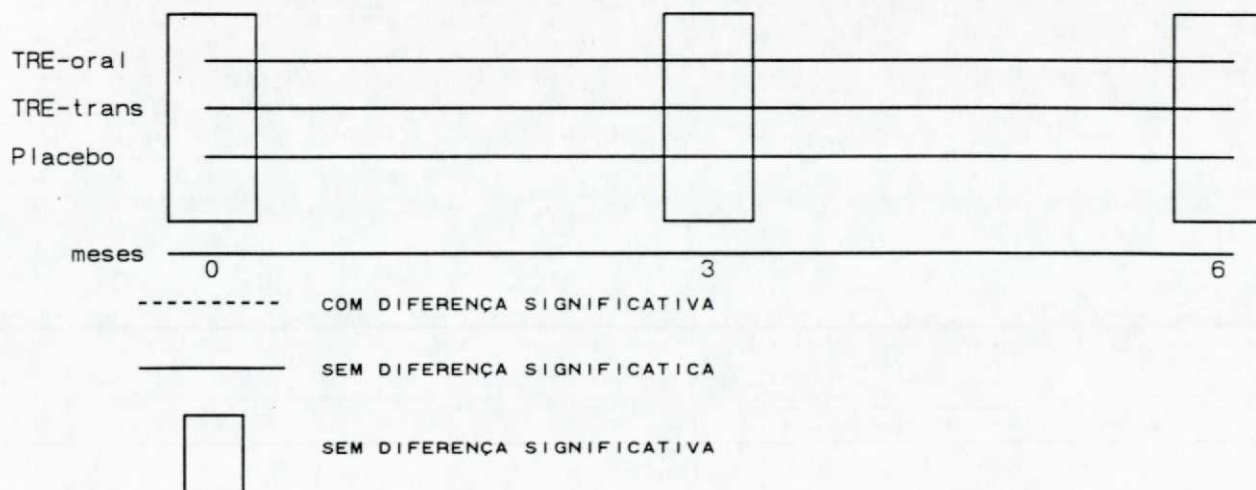 TRE-oral
TRE-trans
Placebo
meses
0 3 6
COM DIFERENÇA SIGNIFICATIVA
SEM DIFERENÇA SIGNIFICATICA
SEM DIFERENÇA SIGNIFICATIVA